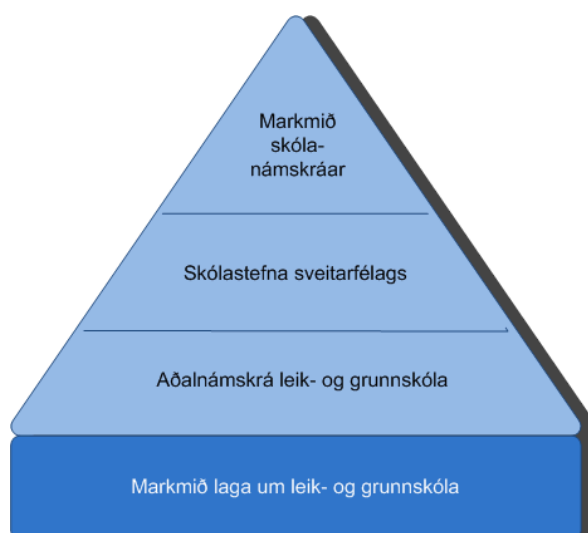 Markmið
skóla-
námskráar
Skólastefna sveitarfélags
Aðalnámskrá leik- og grunnskóla
Markmið laga um leik- og grunnskóla